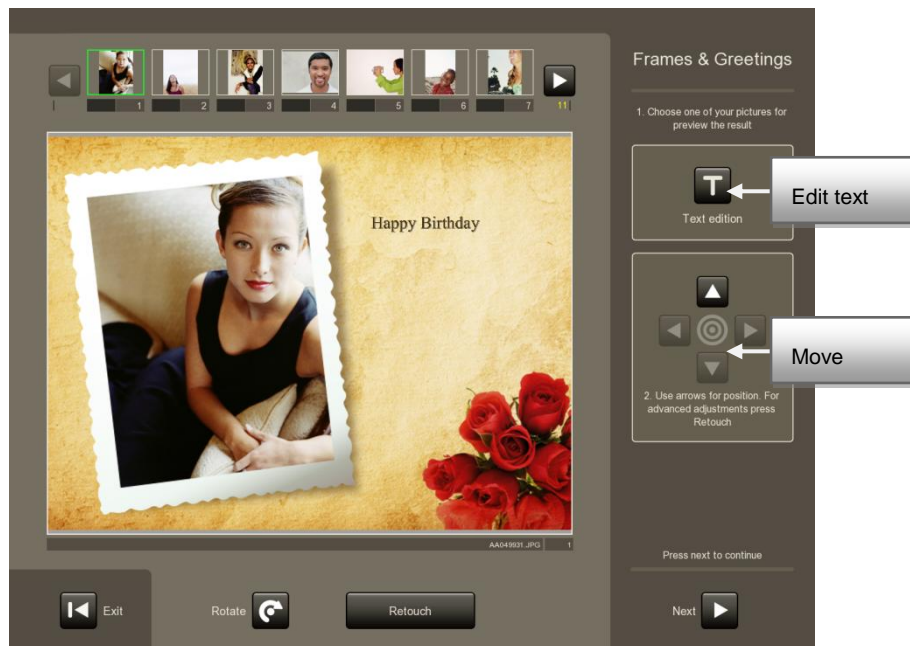 Frames & Greetings
1 2 3 4 5 6 7 11
1. Choose one of your pictures for
preview the result
T
Edit text
Text edition
Happy Birthday
Move
2. Use arrows for position. For
advanced adjustments press
Retouch
AA049931.JPG 1
Press next to continue
Exit
Rotate
Retouch
Next